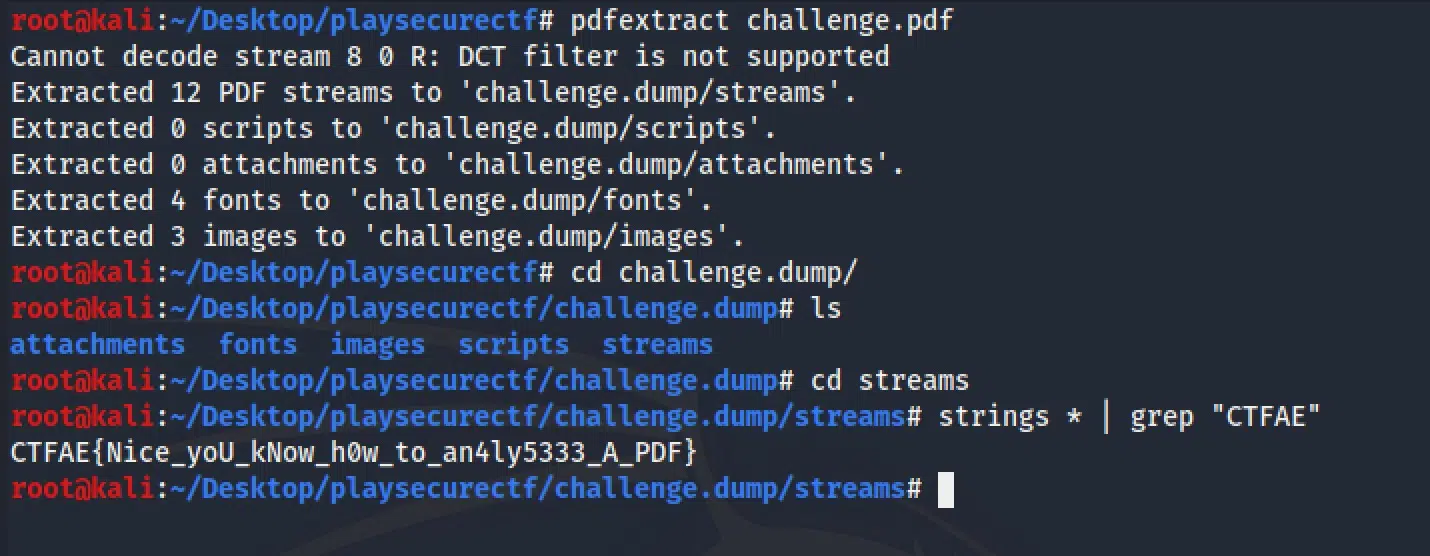 root@kali:~/Desktop/playsecurectf# pdfextract challenge.pdf
Cannot decode stream 8 0 R: DCT filter is not supported
Extracted 12 PDF streams to 'challenge.dump/streams'.
Extracted 0 scripts to 'challenge.dump/scripts'.
Extracted 0 attachments to 'challenge.dump/attachments'.
Extracted 4 fonts to 'challenge.dump/fonts'.
Extracted 3 images to 'challenge.dump/images'.
root@kali:~/Desktop/playsecurectf# cd challenge.dump/
root@kali:~/Desktop/playsecurectf/challenge.dump# ls
attachments  fonts  images  scripts  streams
root@kali:~/Desktop/playsecurectf/challenge.dump# cd streams
root@kali:~/Desktop/playsecurectf/challenge.dump/streams# strings * | grep "CTFAE"
CTFAE{Nice_yoU_kNow_h0w_to_an4ly5333_A_PDF}
root@kali:~/Desktop/playsecurectf/challenge.dump/streams#